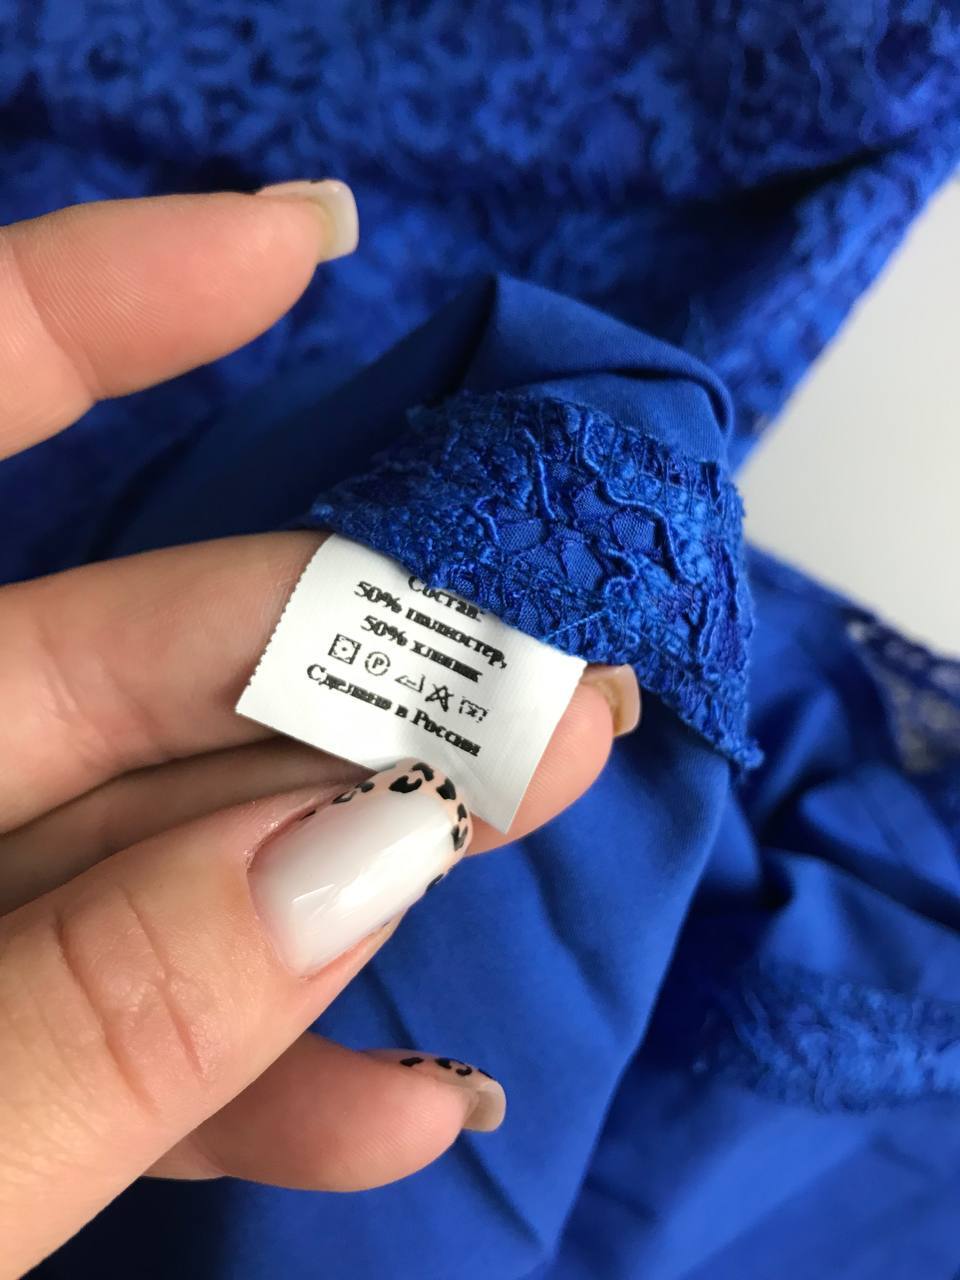 Состав:
50% полиэстер,
50% хлопок
P
Сделано в России